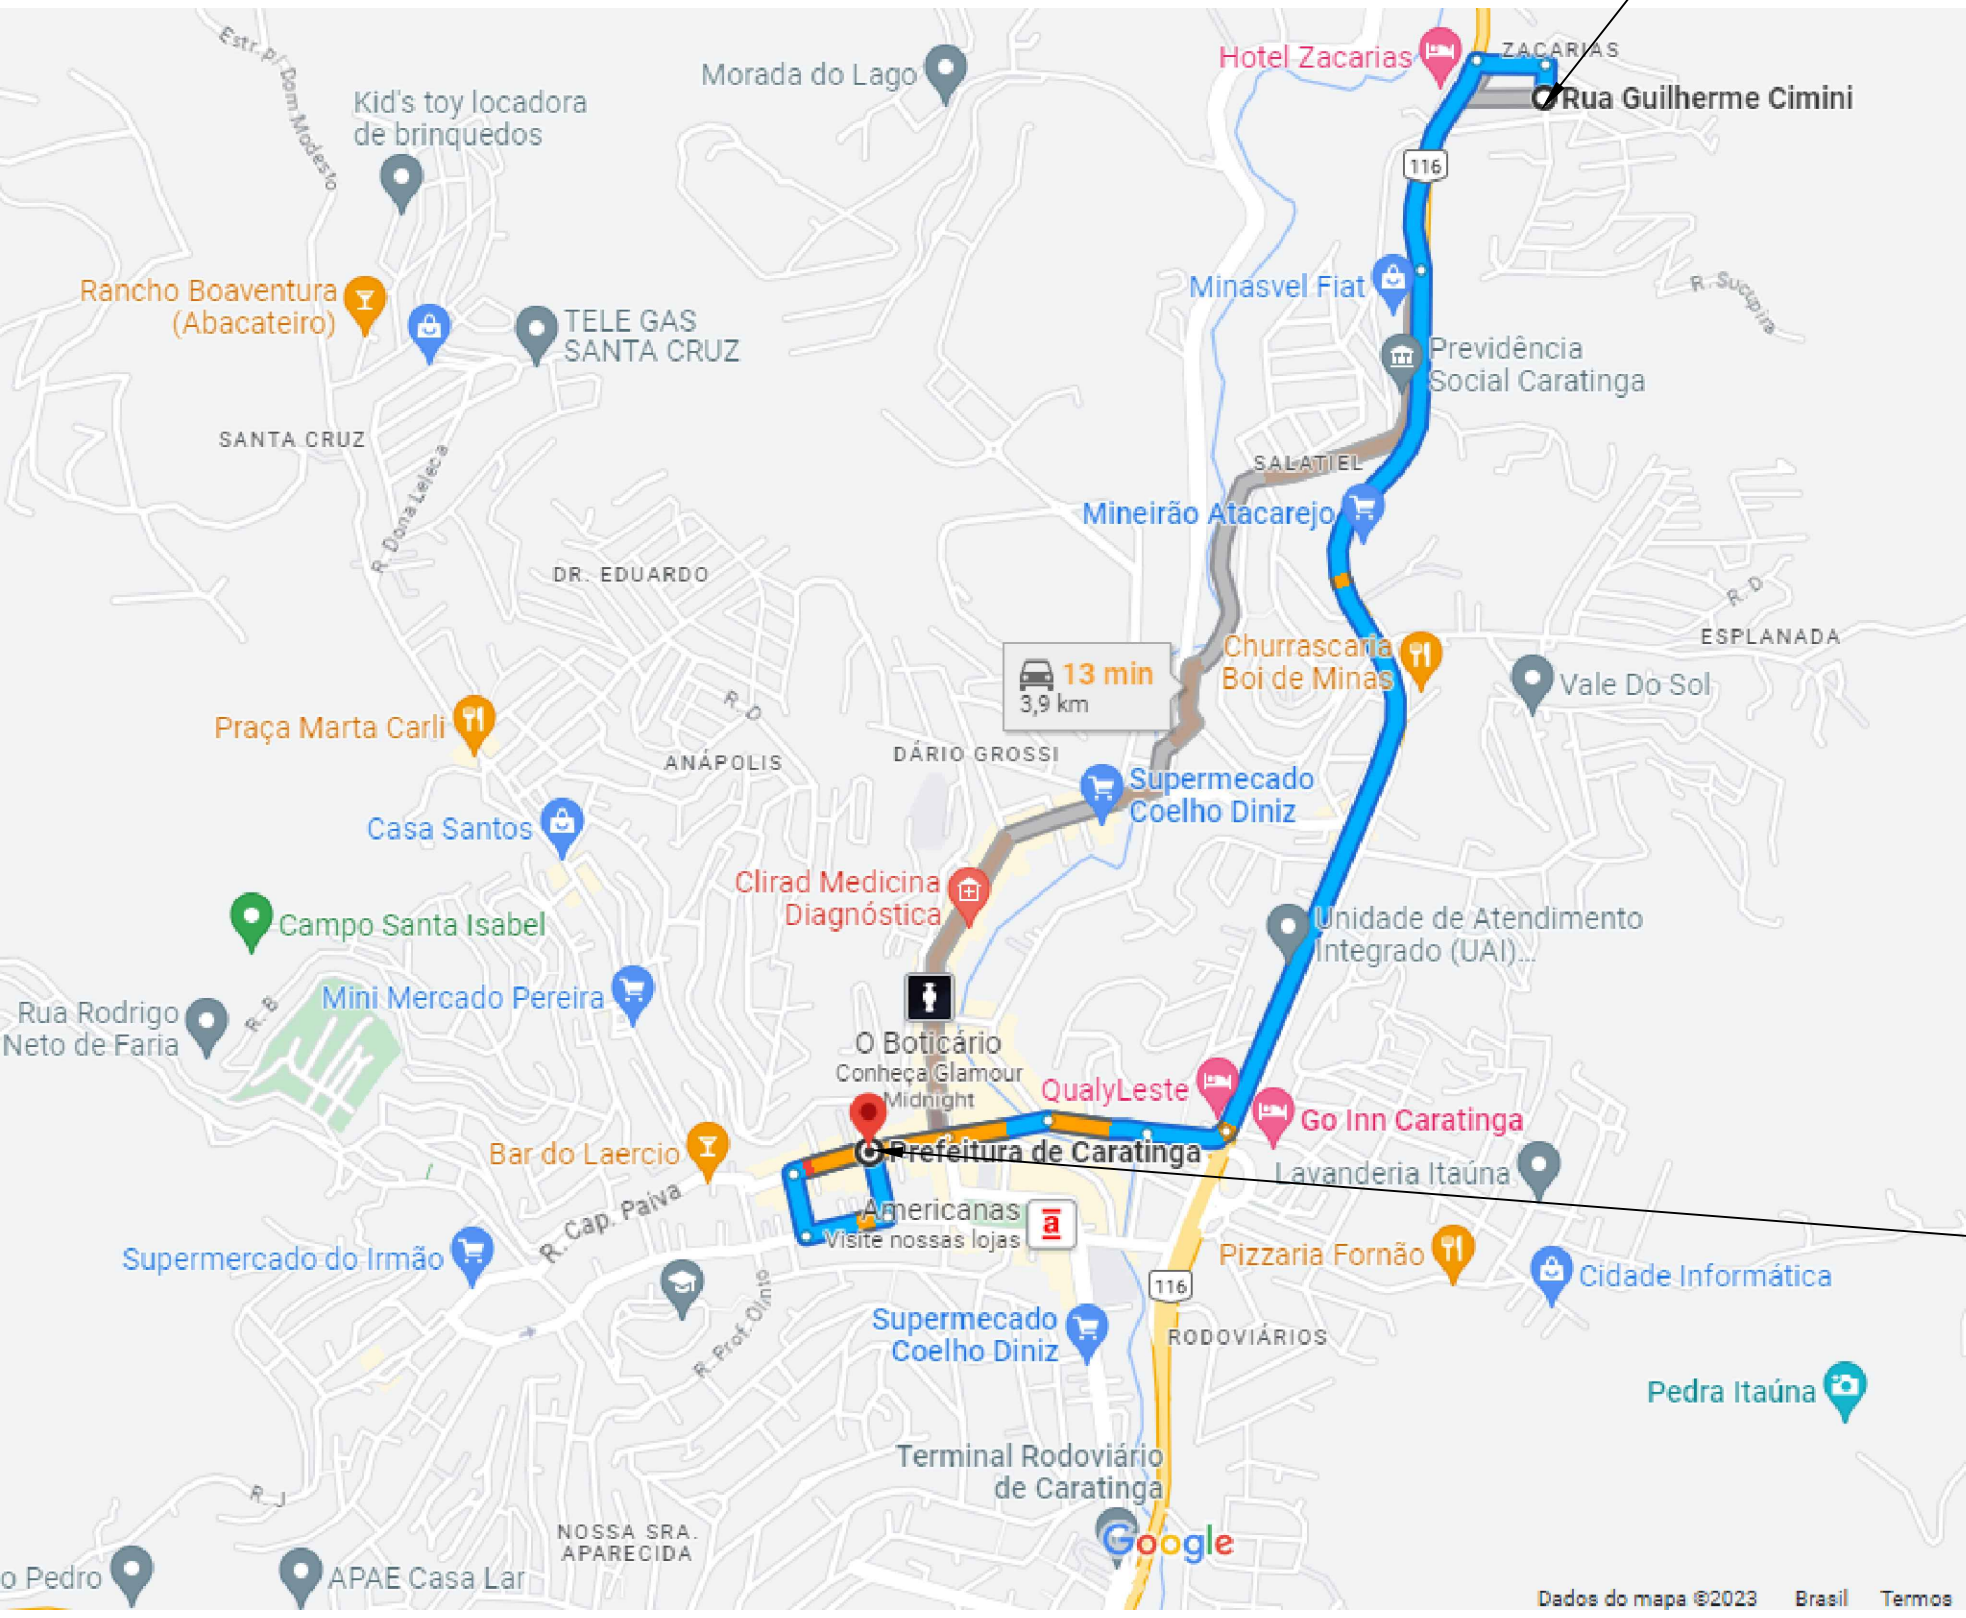 ZACARIAS
Hotel Zacarias
Rua Guilherme Cimini
Estr. p/ Dom Modesto
Morada do Lago
Kid's toy locadora
de brinquedos
116
Minasvel Fiat
R. Sucupira
Rancho Boaventura
(Abacateiro)
TELE GAS
SANTA CRUZ
Previdência
Social Caratinga
SANTA CRUZ
R. Dona Leleca
SALATIEL
Mineirão Atacarejo
DR. EDUARDO
R. D
ESPLANADA
Churrascaria
Boi de Minas
13 min
3,9 km
Vale Do Sol
R. D
Praça Marta Carli
ANÁPOLIS
DÁRIO GROSSI
Supermecado
Coelho Diniz
Casa Santos
Clirad Medicina
Diagnóstica
Campo Santa Isabel
Unidade de Atendimento
Integrado (UAI)...
Mini Mercado Pereira
R. B
Rua Rodrigo
Neto de Faria
O Boticário
Conheça Glamour
Midnight
QualyLeste
Go Inn Caratinga
Bar do Laercio
Prefeitura de Caratinga
Lavanderia Itaúna
R. Cap. Paiva
Americanas
Visite nossas lojas
a
Supermercado do Irmão
Pizzaria Fornão
Cidade Informática
116
R. Prof. Olinto
Supermecado
Coelho Diniz
RODOVIÁRIOS
Pedra Itaúna
Terminal Rodoviário
de Caratinga
R. J
NOSSA SRA.
APARECIDA
Google
o Pedro
APAE Casa Lar
Dados do mapa ©2023 Brasil Termos